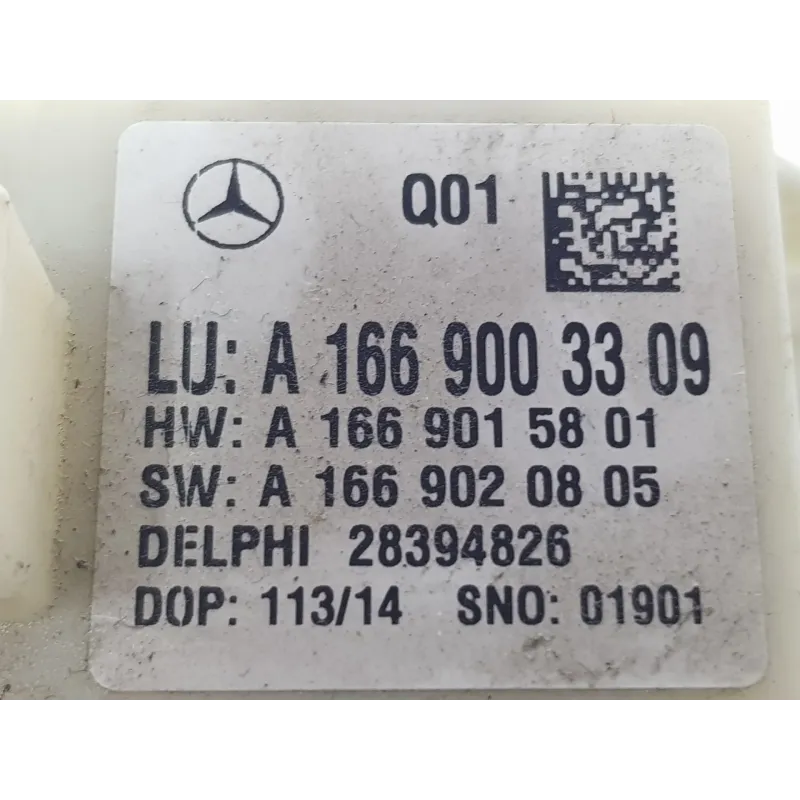 Q01
LU: A 166 900 33 09
HW: A 166 901 58 01
SW: A 166 902 08 05
DELPHI 28394826
DOP: 113/14 SNO: 01901